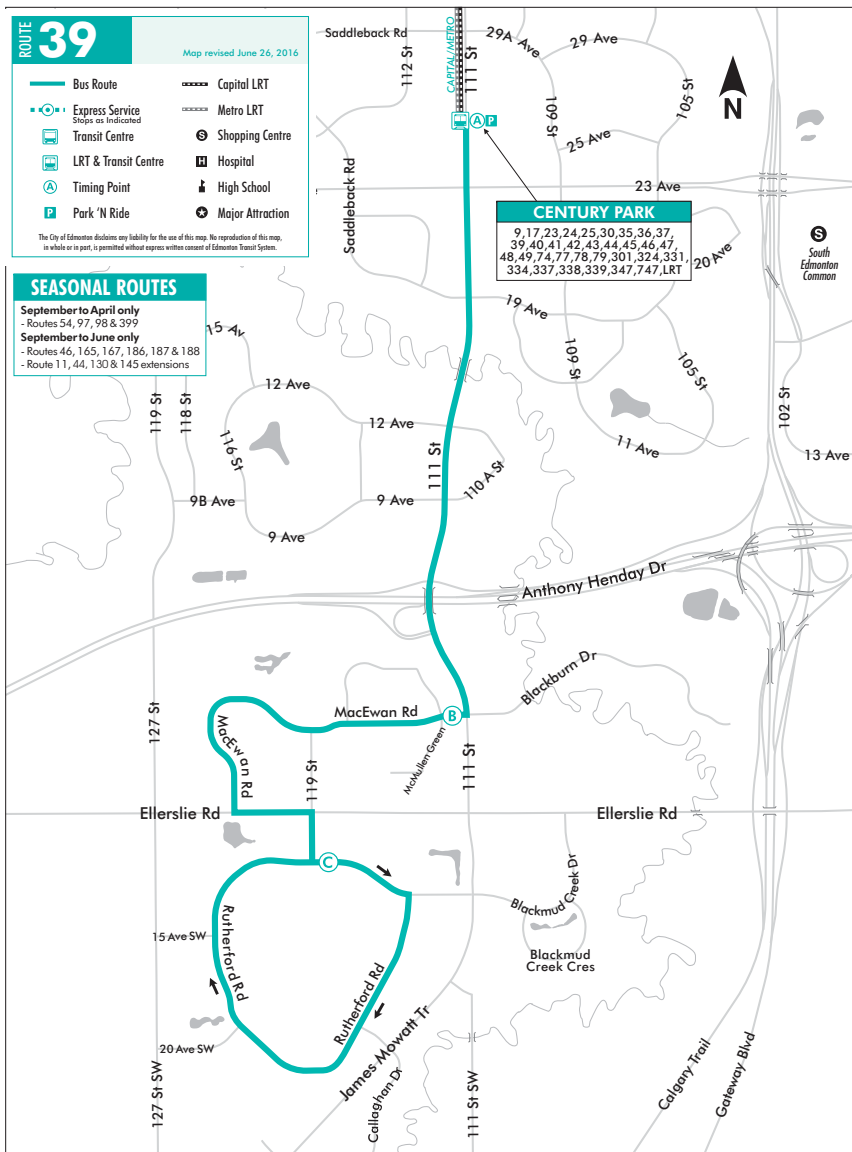 ROUTE 39
Map revised June 26, 2016
Bus Route
Express Service
Stops as Indicated
Transit Centre
LRT & Transit Centre
A Timing Point
P Park 'N Ride
Capital LRT
Metro LRT
S Shopping Centre
H Hospital
High School
Major Attraction
The City of Edmonton disclaims any liability for the use of this map. No reproduction of this map,
in whole or in part, is permitted without express written consent of Edmonton Transit System.
SEASONAL ROUTES
September to April only
- Routes 54, 97, 98 & 399
September to June only
- Routes 46, 165, 167, 186, 187 & 188
- Route 11, 44, 130 & 145 extensions
Saddleback Rd
112 St
CAPITAL/METRO
111 St
29A Ave
29 Ave
109 St
105 St
N
A P
25 Ave
Saddleback Rd
23 Ave
CENTURY PARK
9,17,23,24,25,30,35,36,37,
39,40,41,42,43,44,45,46,47,
48,49,74,77,78,79,301,324,331,
334,337,338,339,347,747,LRT
20 Ave
S
South
Edmonton
Common
19 Ave
15 Av
109 St
105 St
119 St
118 St
12 Ave
12 Ave
102 St
116 St
111 St
11 Ave
13 Ave
110 A St
9B Ave
9 Ave
9 Ave
Anthony Henday Dr
Blackburn Dr
127 St
MacEwan Rd
B
MacEwan Rd
McMullen Green
119 St
111 St
Ellerslie Rd
Ellerslie Rd
C
Blackmud Creek Dr
Rutherford Rd
15 Ave SW
Blackmud
Creek Cres
Rutherford Rd
20 Ave SW
James Mowatt Tr
Callaghan Dr
127 St SW
111 St SW
Calgary Trail
Gateway Blvd